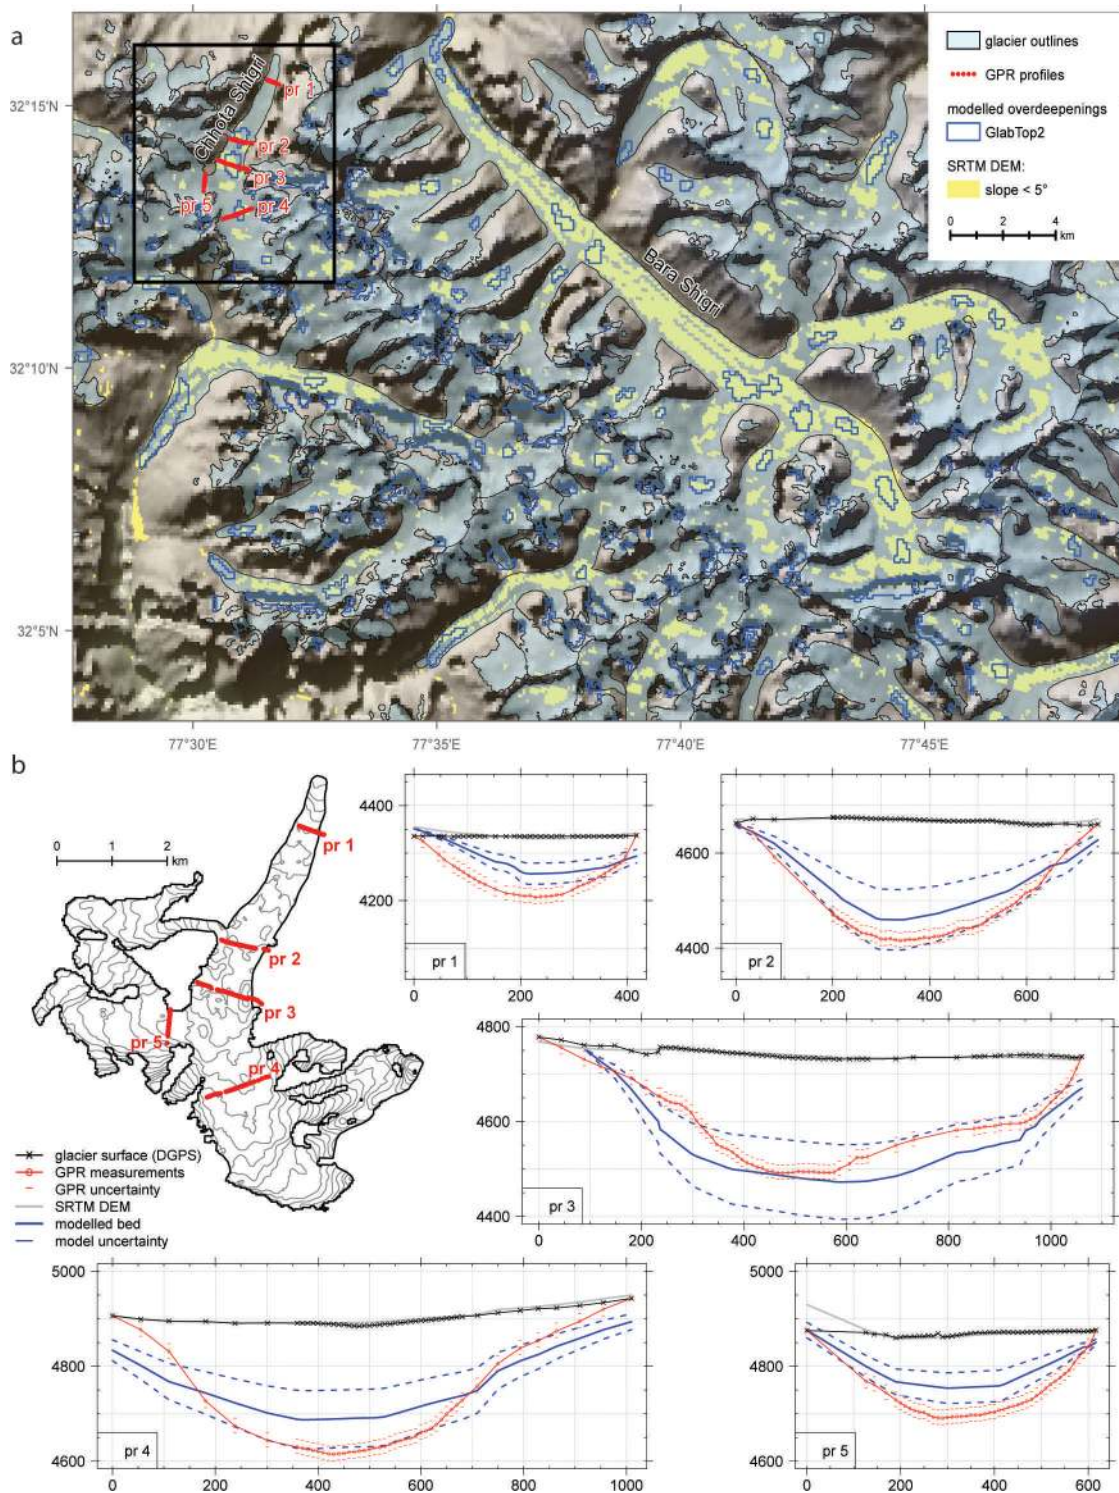 a
32°15'N
32°10'N
32°5'N
77°30'E 77°35'E 77°40'E 77°45'E
Chhota Shigri
pr 1
pr 2
pr 3
pr 5
pr 4
Bara Shigri
glacier outlines
GPR profiles
modelled overdeepenings
GlabTop2
SRTM DEM:
slope < 5°
0 2 4
km
b
0 1 2
km
pr 1
pr 2
pr 3
pr 5
pr 4
glacier surface (DGPS)
GPR measurements
GPR uncertainty
SRTM DEM
modelled bed
model uncertainty
4400
4200
pr 1
0 200 400
4600
4400
pr 2
0 200 400 600
4800
4600
4400
pr 3
0 200 400 600 800 1000
5000
4800
4600
pr 4
0 200 400 600 800 1000
5000
4800
4600
pr 5
0 200 400 600